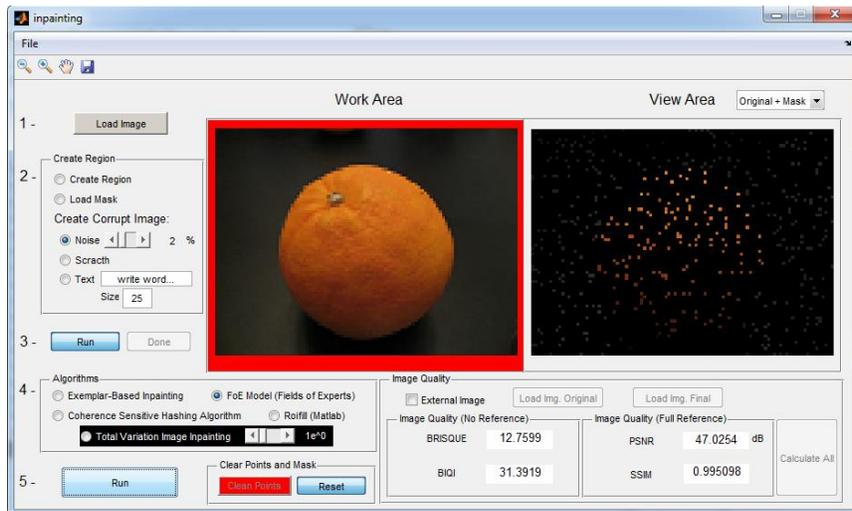 inpainting
File
Work Area
View Area
Original + Mask
1 -
Load Image
Create Region
2 -
Create Region
Load Mask
Create Corrupt Image:
Noise 2 %
Scracth
Text write word...
Size 25
3 -
Run Done
4 -
Algorithms
Exemplar-Based Inpainting FoE Model (Fields of Experts)
Coherence Sensitive Hashing Algorithm Roifill (Matlab)
Total Variation Image Inpainting 1e^0
5 -
Run
Clear Points and Mask
Clean Points Reset
Image Quality
External Image Load Img. Original Load Img. Final
Image Quality (No Reference) Image Quality (Full Reference)
BRISQUE 12.7599 PSNR 47.0254 dB
BIQI 31.3919 SSIM 0.995098
Calculate All